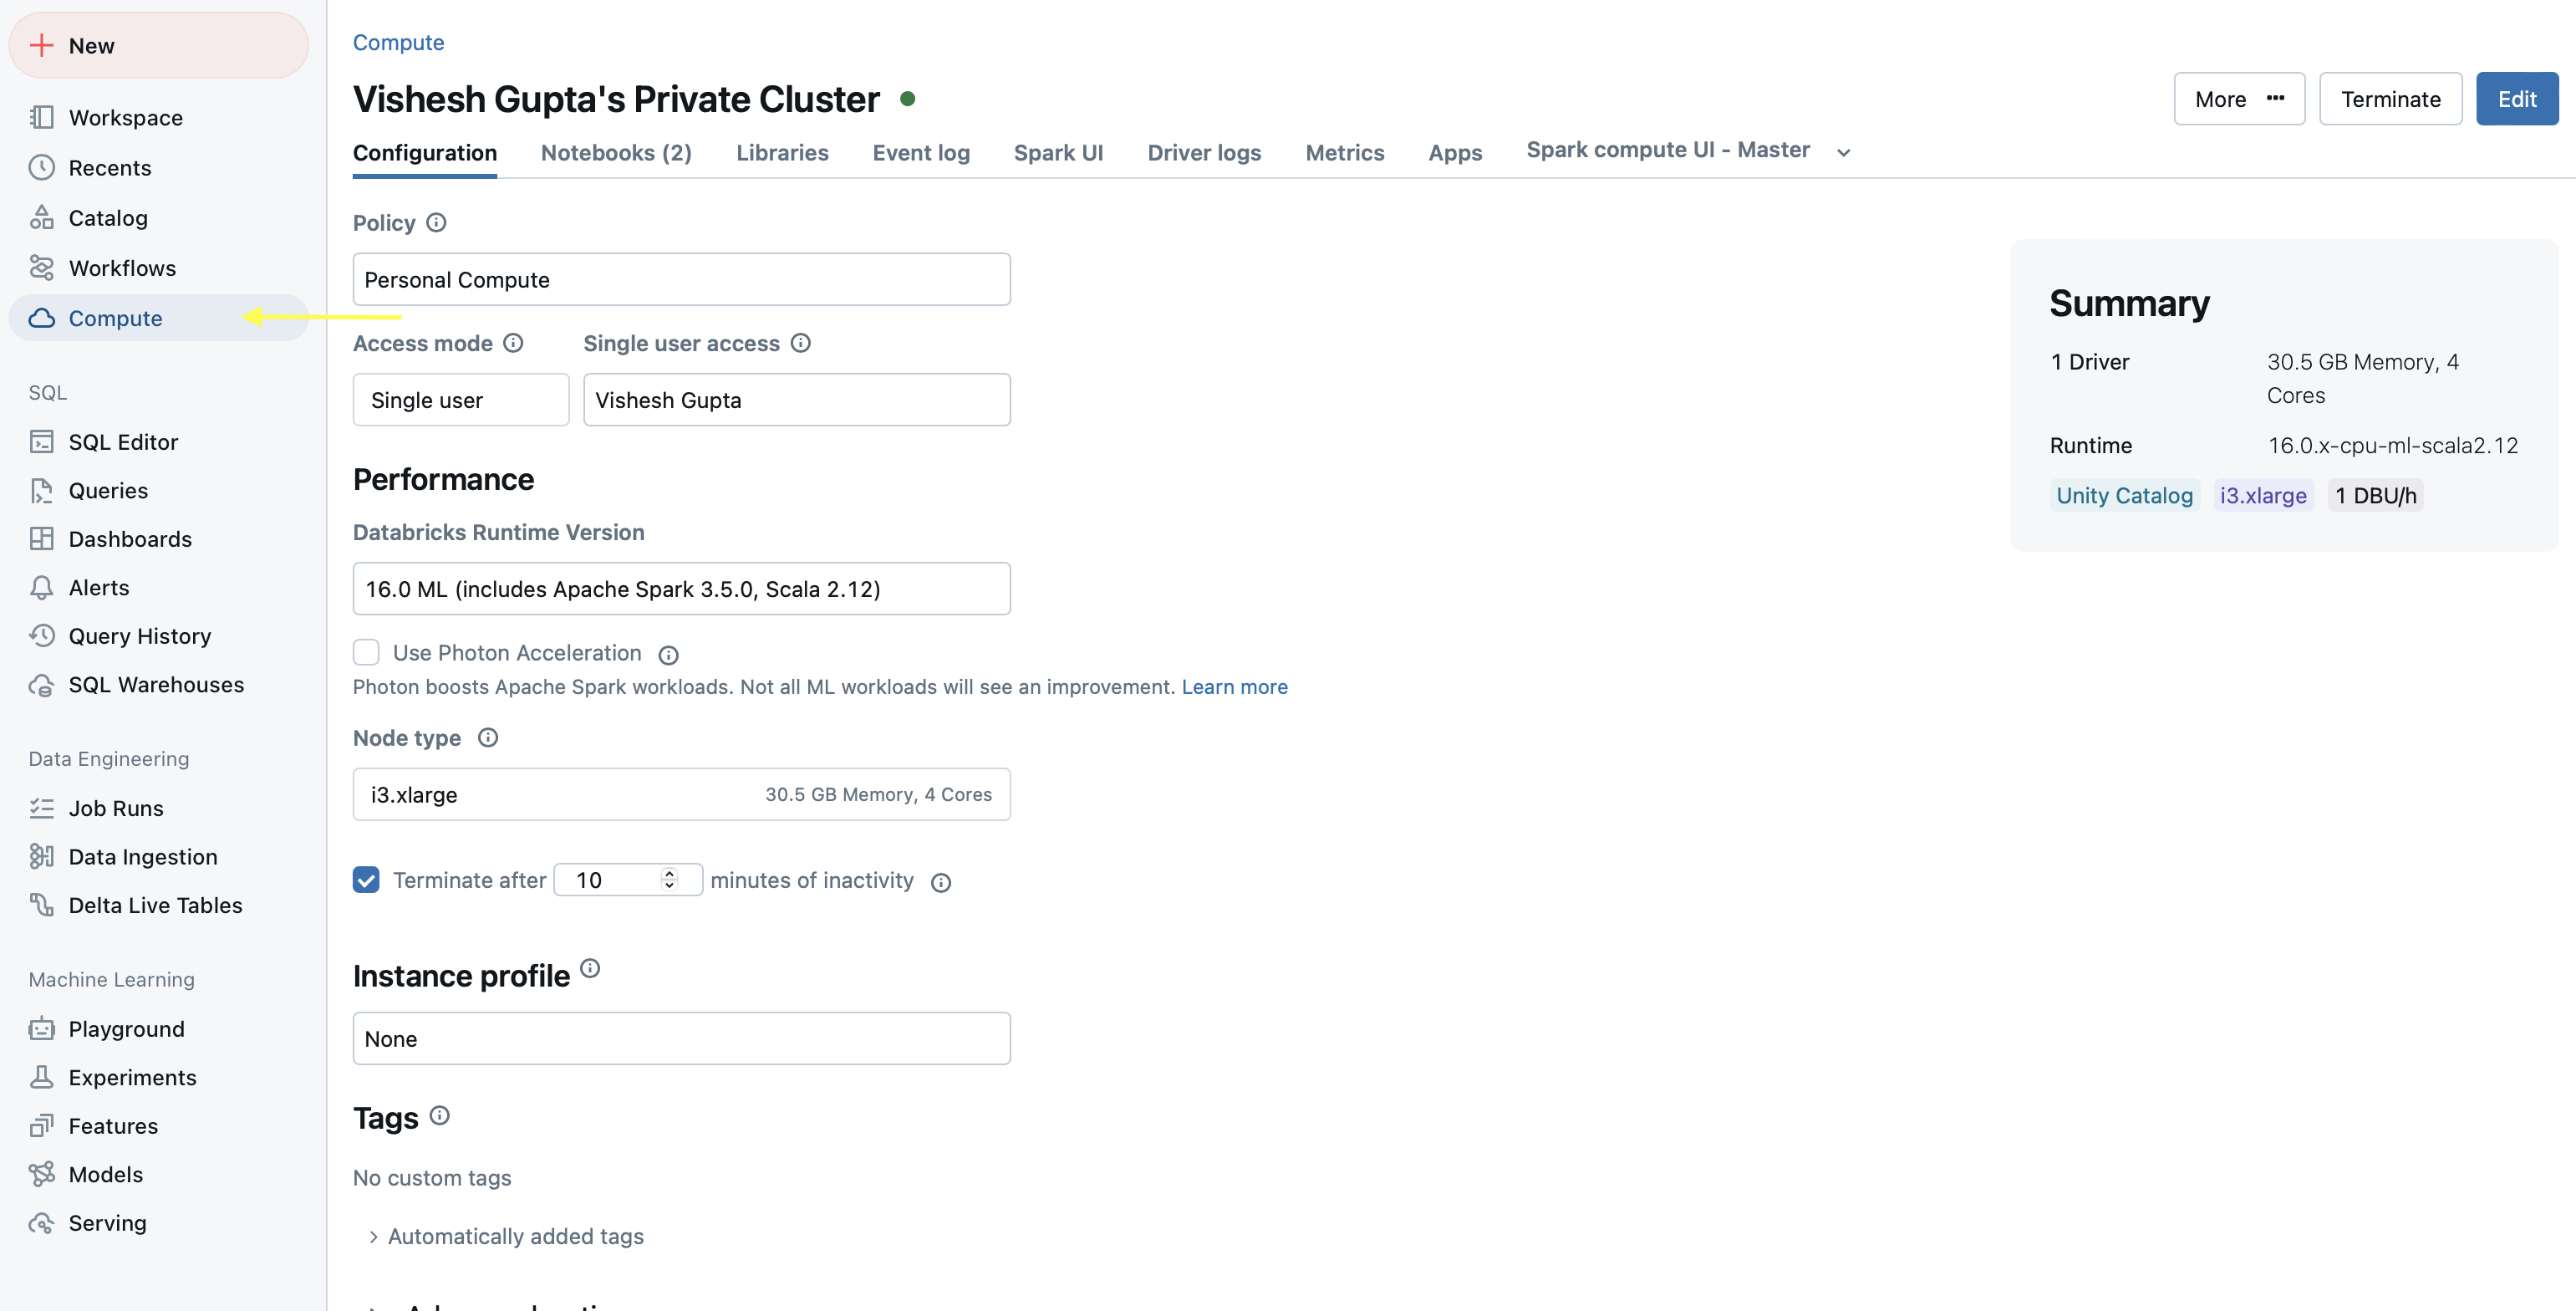 New
Workspace
Recents
Catalog
Workflows
Compute
SQL
SQL Editor
Queries
Dashboards
Alerts
Query History
SQL Warehouses
Data Engineering
Job Runs
Data Ingestion
Delta Live Tables
Machine Learning
Playground
Experiments
Features
Models
Serving
Compute
Vishesh Gupta's Private Cluster
More ··· Terminate Edit
Configuration Notebooks (2) Libraries Event log Spark UI Driver logs Metrics Apps Spark compute UI - Master
Policy
Personal Compute
Access mode Single user access
Single user Vishesh Gupta
Performance
Databricks Runtime Version
16.0 ML (includes Apache Spark 3.5.0, Scala 2.12)
Use Photon Acceleration
Photon boosts Apache Spark workloads. Not all ML workloads will see an improvement. Learn more
Node type
i3.xlarge 30.5 GB Memory, 4 Cores
Terminate after 10 minutes of inactivity
Instance profile
None
Tags
No custom tags
Automatically added tags
Summary
1 Driver 30.5 GB Memory, 4
Cores
Runtime 16.0.x-cpu-ml-scala2.12
Unity Catalog i3.xlarge 1 DBU/h